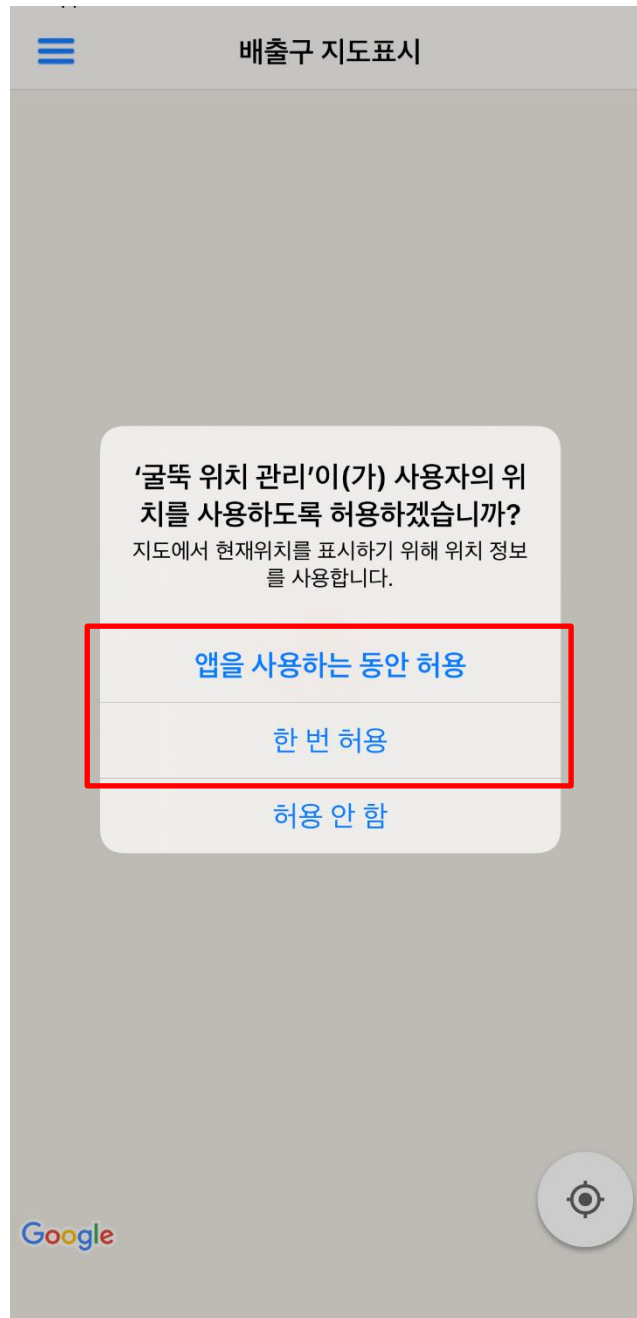 배출구 지도표시
‘굴뚝 위치 관리’이(가) 사용자의 위
치를 사용하도록 허용하겠습니까?
지도에서 현재위치를 표시하기 위해 위치 정보
를 사용합니다.
앱을 사용하는 동안 허용
한 번 허용
허용 안 함
Google